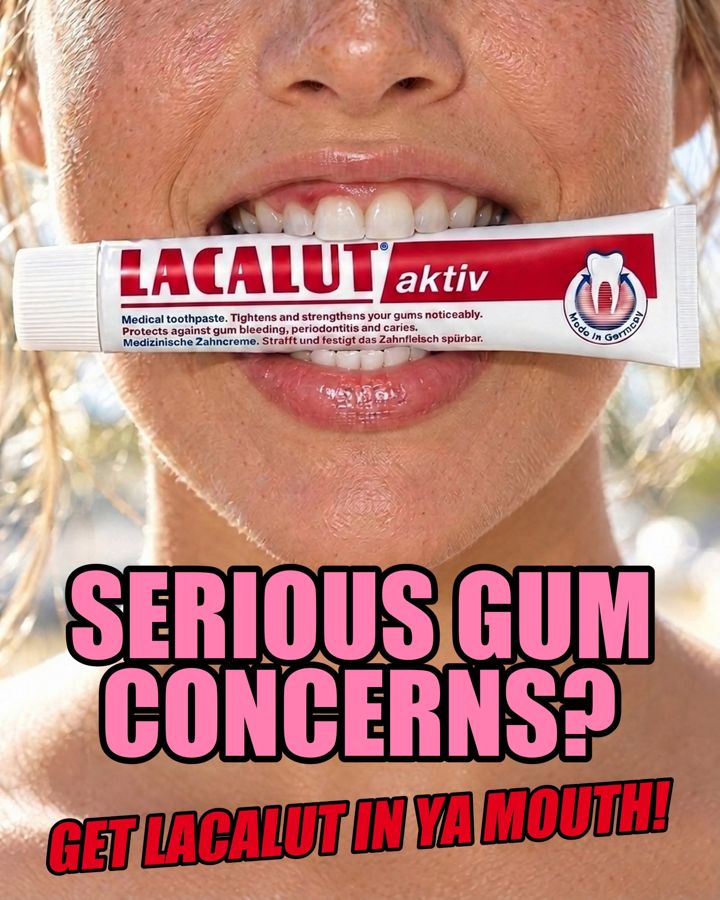 LACALUT® aktiv
Medical toothpaste. Tightens and strengthens your gums noticeably.
Protects against gum bleeding, periodontitis and caries.
Medizinische Zahncreme. Strafft und festigt das Zahnfleisch spürbar.
Made in Germany
SERIOUS GUM
CONCERNS?
GET LACALUT IN YA MOUTH!